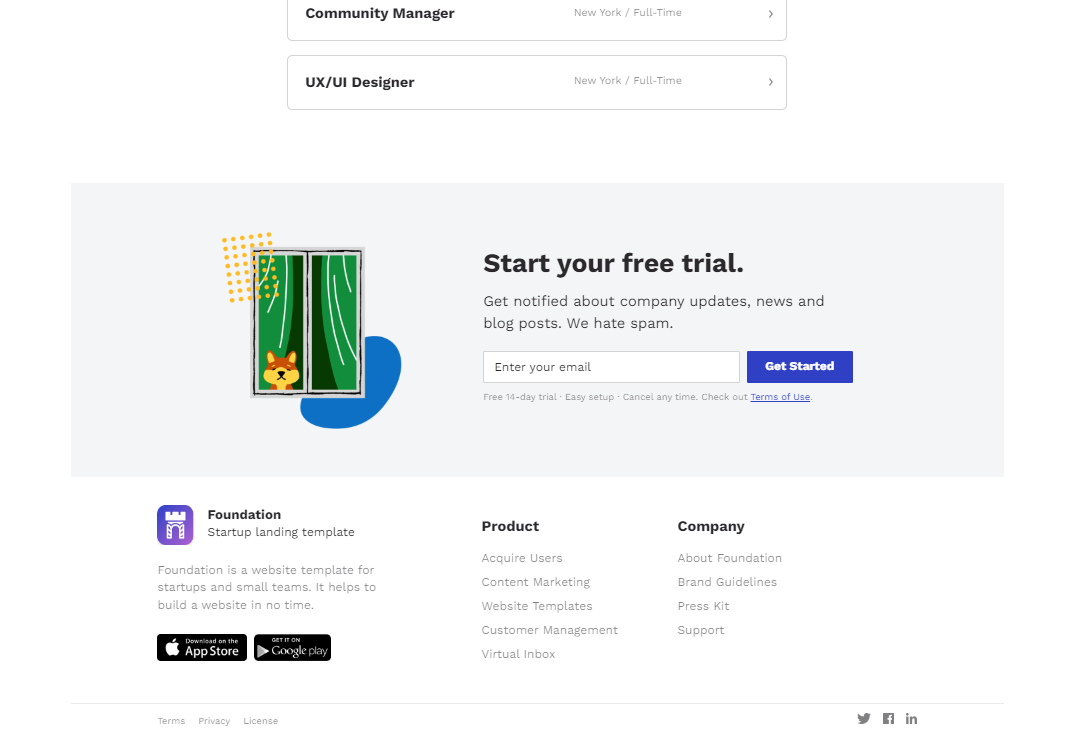 Community Manager
New York / Full-Time
UX/UI Designer
New York / Full-Time
Start your free trial.
Get notified about company updates, news and
blog posts. We hate spam.
Enter your email
Get Started
Free 14-day trial · Easy setup · Cancel any time. Check out Terms of Use.
Foundation
Startup landing template
Foundation is a website template for
startups and small teams. It helps to
build a website in no time.
Download on the
App Store
GET IT ON
Google play
Product
Acquire Users
Content Marketing
Website Templates
Customer Management
Virtual Inbox
Company
About Foundation
Brand Guidelines
Press Kit
Support
Terms Privacy License